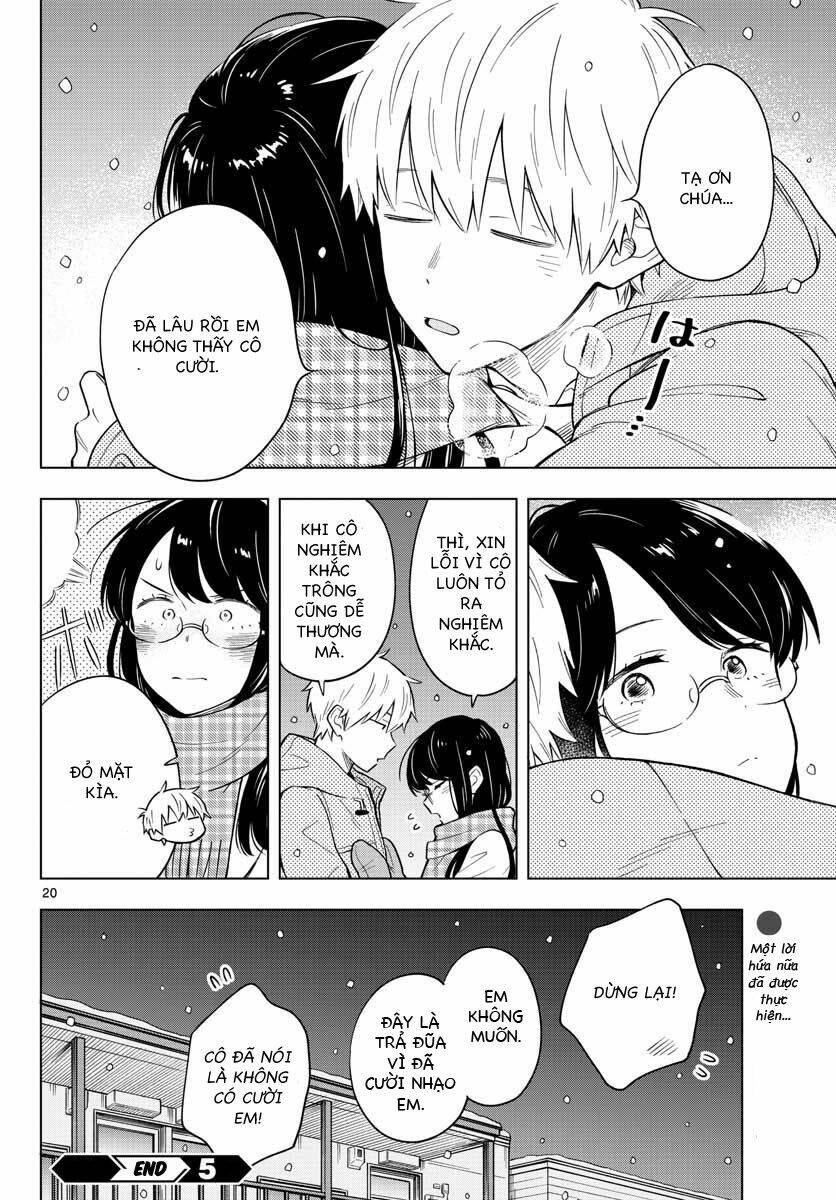 TẠ ƠN
CHÚA...
はー…
ĐÃ LÂU RỒI EM
KHÔNG THẤY CÔ
CƯỜI.
THÌ, XIN
LỖI VÌ CÔ
LUÔN TỎ
RA
NGHIÊM
KHẮC.
KHI CÔ
NGHIÊM
KHẮC
TRÔNG
CŨNG DỄ
THƯƠNG
MÀ.
ĐỎ MẶT
KÌA.
20
Một lời
hứa nữa
đã được
thực
hiện...
DỪNG LẠI!
EM
KHÔNG
MUỐN.
ĐÂY LÀ
TRẢ ĐŨA
VÌ ĐÃ
CƯỜI NHẠO
EM.
CÔ ĐÃ NÓI
LÀ KHÔNG
CÓ CƯỜI
EM!
END 5